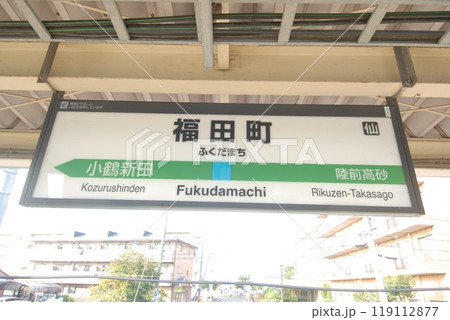 福田町
仙
ふくだまち
小鶴新田
陸前高砂
Kozurushinden
Fukudamachi
Rikuzen-Takasago
PIXTA
119112877